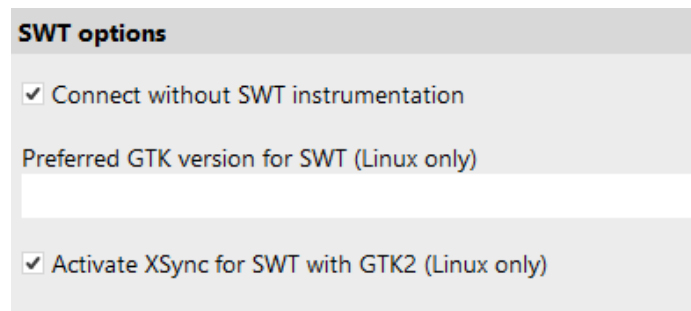 SWT options
Connect without SWT instrumentation
Preferred GTK version for SWT (Linux only)
Activate XSync for SWT with GTK2 (Linux only)